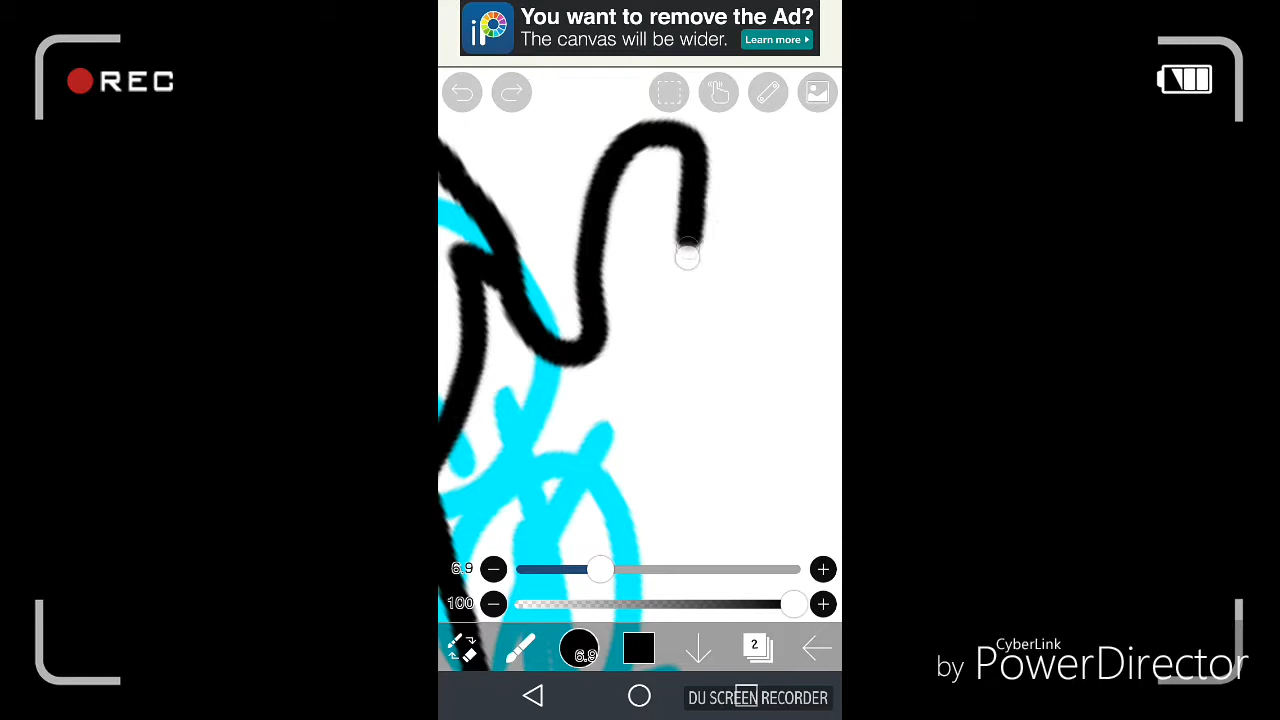 You want to remove the Ad?
iP
The canvas will be wider.
Learn more
REC
6.9
100
6.9
2
CyberLink
by PowerDirector
DU SCREEN RECORDER